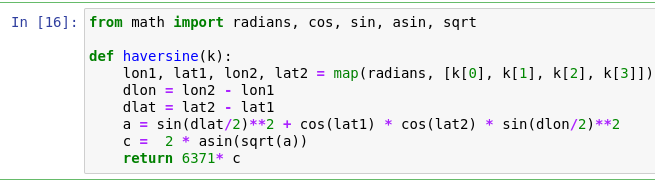 In [16]: from math import radians, cos, sin, asin, sqrt

def haversine(k):
    lon1, lat1, lon2, lat2 = map(radians, [k[0], k[1], k[2], k[3]])
    dlon = lon2 - lon1
    dlat = lat2 - lat1
    a = sin(dlat/2)**2 + cos(lat1) * cos(lat2) * sin(dlon/2)**2
    c =  2 * asin(sqrt(a))
    return 6371* c